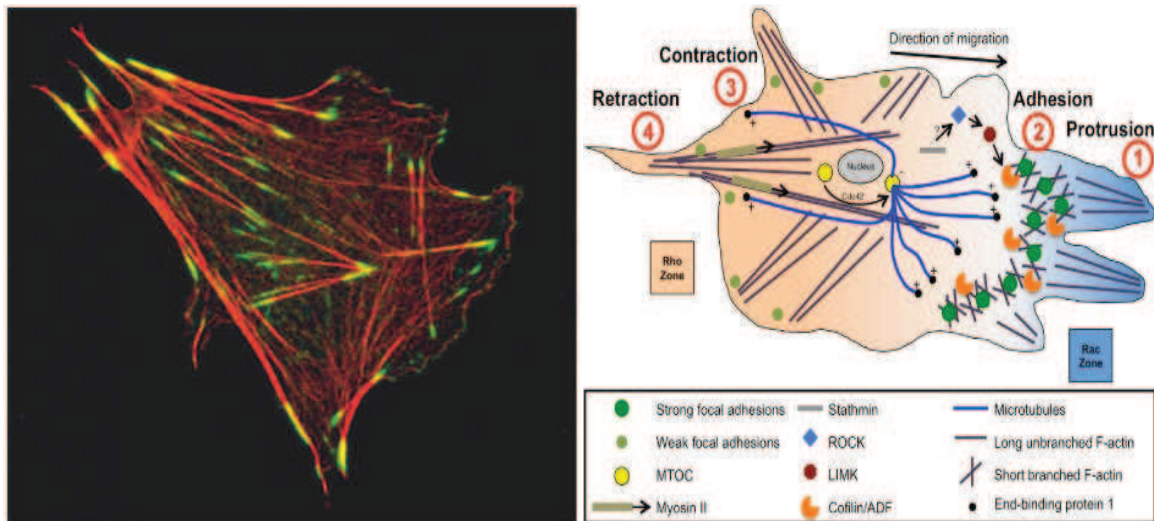 Direction of migration
Contraction
3
Retraction
4
Adhesion
2
Protrusion
1
?
+
+
-
+
+
+
+
+
+
Nucleus
Cdc42
Rho
Zone
Rac
Zone
Strong focal adhesions
Stathmin
Microtubules
Weak focal adhesions
ROCK
Long unbranched F-actin
MTOC
LIMK
Short branched F-actin
Myosin II
Cofilin/ADF
End-binding protein 1